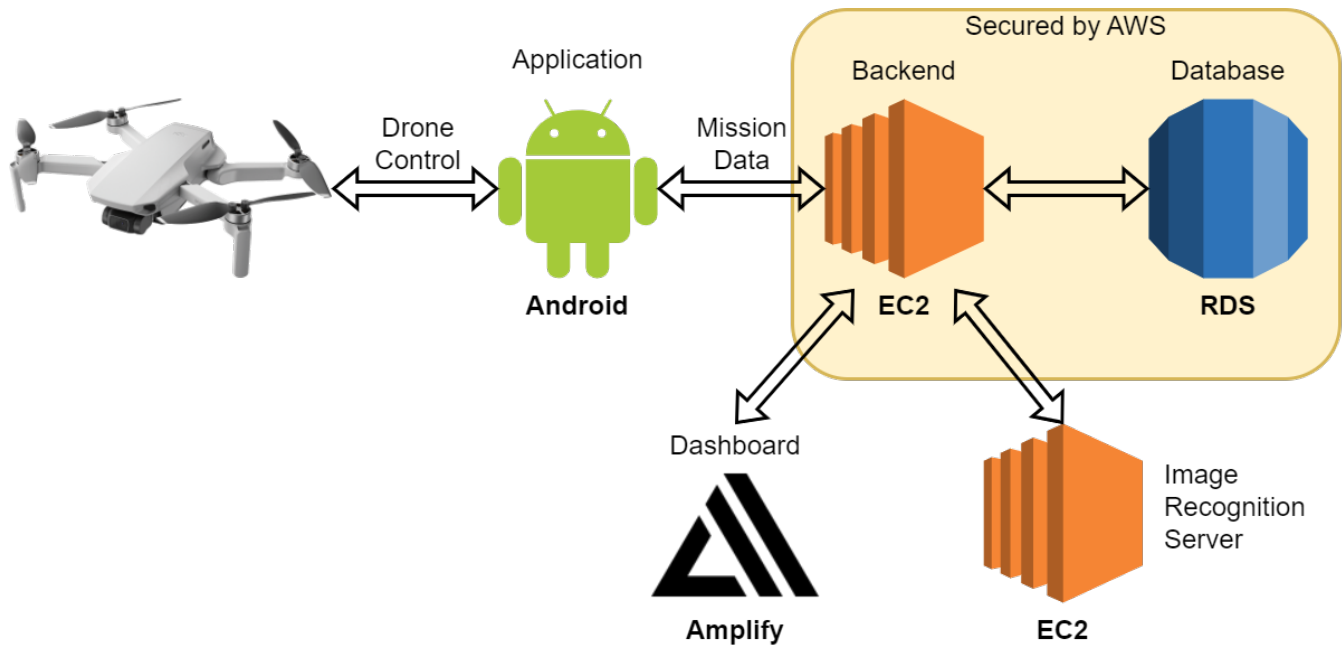 Secured by AWS
Application
Backend
Database
Drone
Control
Mission
Data
Android
EC2
RDS
Dashboard
Image
Recognition
Server
Amplify
EC2